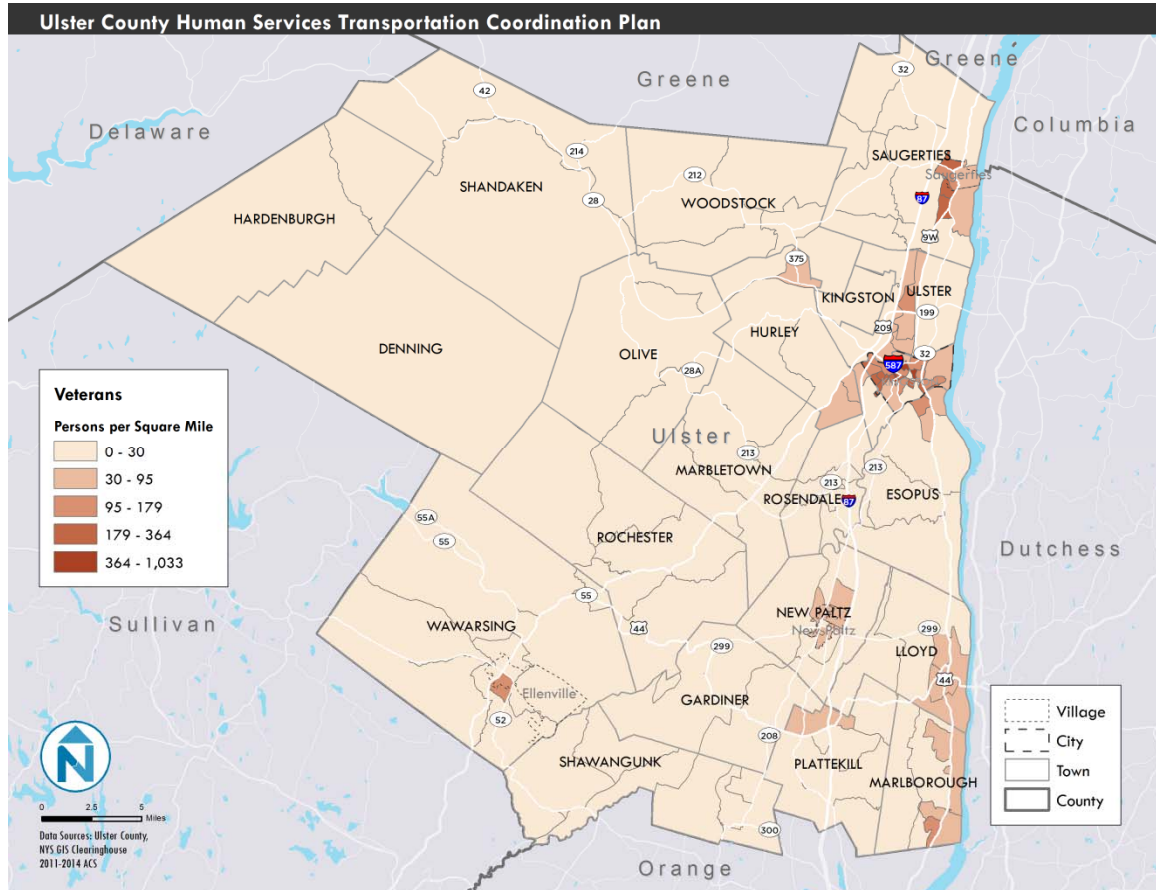 Ulster County Human Services Transportation Coordination Plan
Greene
Greene
32
42
Delaware
Columbia
214
SAUGERTIES
Saugerties
212
SHANDAKEN
28
87
WOODSTOCK
HARDENBURGH
9W
375
KINGSTON
ULSTER
199
209
HURLEY
DENNING
OLIVE
32
587
28A
Veterans
Persons per Square Mile
0 - 30
30 - 95
95 - 179
179 - 364
364 - 1,033
Ulster
213
MARBLETOWN
213
213
ROSENDALE
87
ESOPUS
55A
55
ROCHESTER
Dutchess
55
Sullivan
WAWARSING
44
NEW PALTZ
New Paltz
299
299
LLOYD
44
Ellenville
GARDINER
52
208
SHAWANGUNK
PLATTEKILL
MARLBOROUGH
300
Village
City
Town
County
N
0 2.5 5
Miles
Data Sources: Ulster County,
NYS GIS Clearinghouse
2011-2014 ACS
Orange